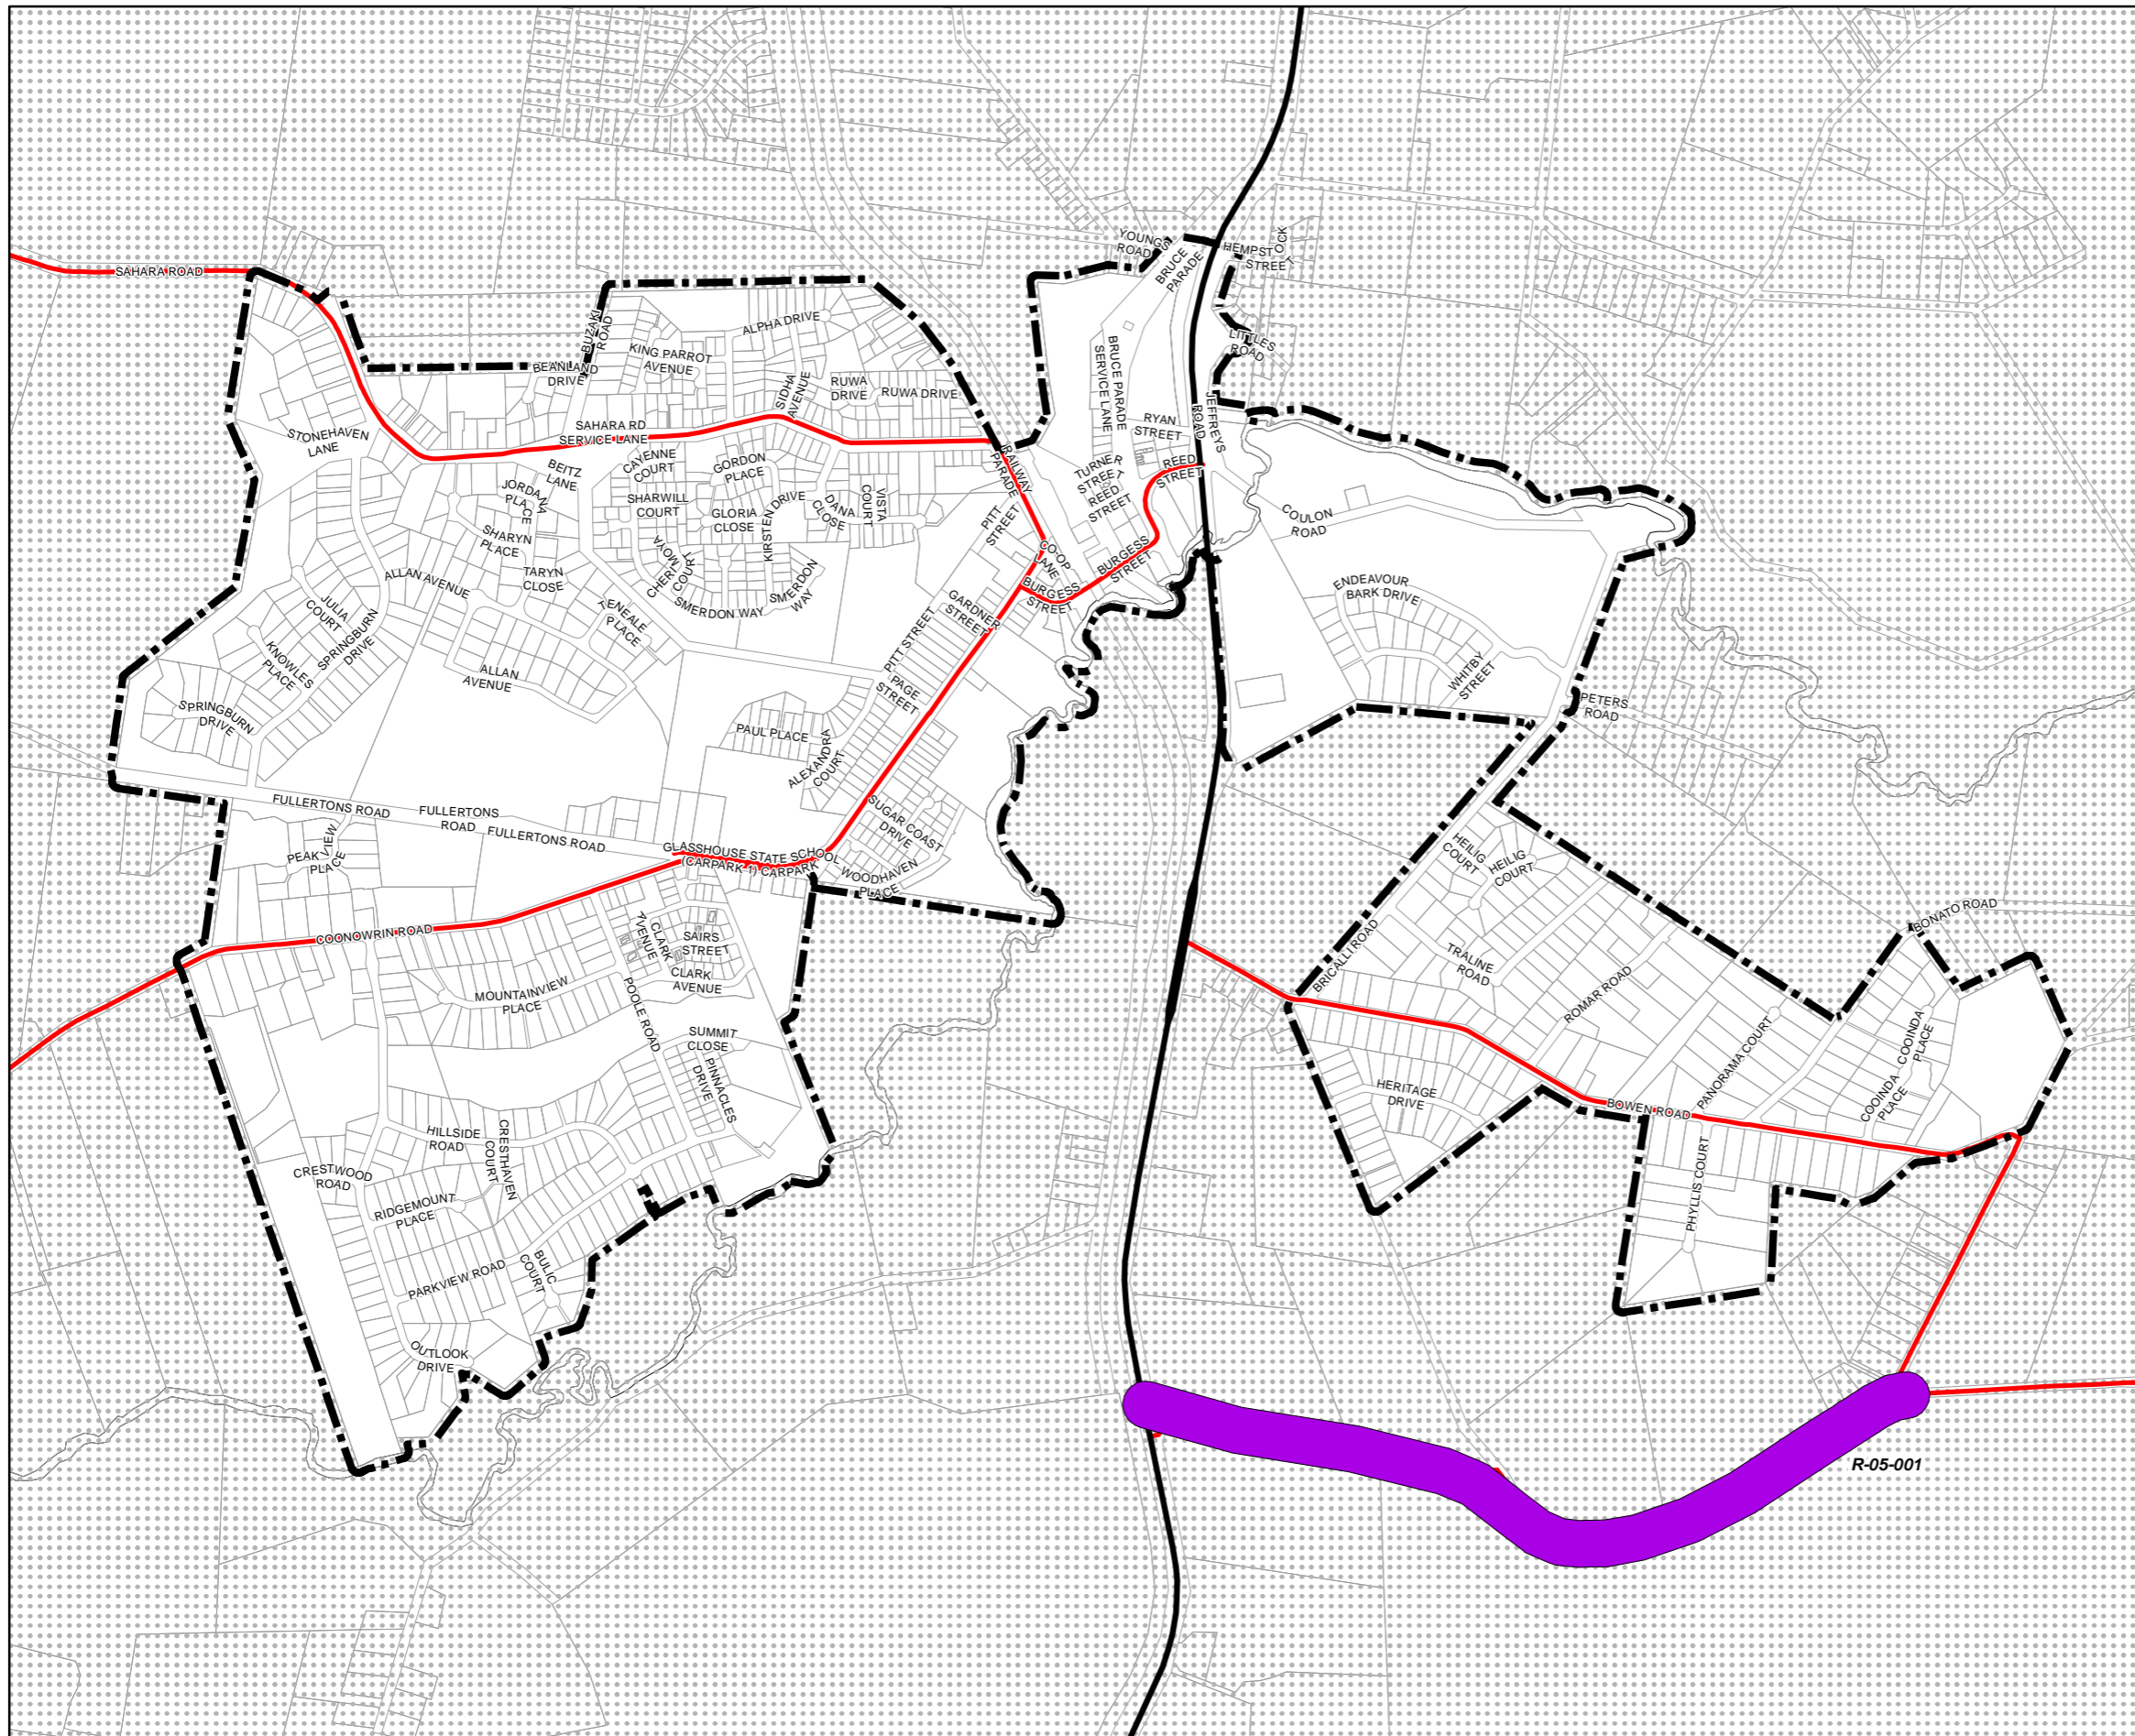 YOUNGS
ROAD
BRUCE
PARADE
HEMPSTOCK
STREET
SAHARA ROAD
LITTLES
ROAD
BUZAKI
ROAD
ALPHA DRIVE
KING PARROT
AVENUE
BEANLAND
DRIVE
SIDHA
AVENUE
RUWA
DRIVE
RUWA DRIVE
BRUCE PARADE
SERVICE LANE
JEFFREYS
ROAD
RYAN
STREET
STONEHAVEN
LANE
SAHARA RD
SERVICE LANE
BEITZ
LANE
CAYENNE
COURT
GORDON
PLACE
RAILWAY
PARADE
TURNER
STREET
REED
STREET
REED
STREET
JORDANA
PLACE
SHARWILL
COURT
GLORIA
CLOSE
KIRSTEN DRIVE
DANA
CLOSE
VISTA
COURT
PITT
STREET
COULON
ROAD
SHARYN
PLACE
CHERIMOYA
COURT
CO-OP
LANE
BURGESS
STREET
BURGESS
STREET
ALLAN AVENUE
TARYN
CLOSE
SMERDON WAY
SMERDON
WAY
ENDEAVOUR
BARK DRIVE
JULIA
COURT
SPRINGBURN
DRIVE
TENEALE
PLACE
GARDNER
STREET
KNOWLES
PLACE
ALLAN
AVENUE
PITT STREET
PAGE
STREET
WHITBY
STREET
PETERS
ROAD
SPRINGBURN
DRIVE
PAUL PLACE
ALEXANDRA
COURT
FULLERTONS ROAD
FULLERTONS
ROAD
FULLERTONS ROAD
SUGAR COAST
DRIVE
PEAK VIEW
PLACE
GLASSHOUSE STATE SCHOOL
(CARPARK 1) CARPARK
WOODHAVEN
PLACE
HEILIG
COURT
HEILIG
COURT
BONATO ROAD
COONOWRIN ROAD
CLARK
AVENUE
SAIRS
STREET
CLARK
AVENUE
BRICALLI ROAD
TRALINE
ROAD
ROMAR ROAD
MOUNTAINVIEW
PLACE
POOLE ROAD
SUMMIT
CLOSE
PINNACLES
DRIVE
PANORAMA COURT
COOINDA
PLACE
COOINDA
PLACE
HERITAGE
DRIVE
BOWEN ROAD
HILLSIDE
ROAD
CRESTHAVEN
COURT
CRESTWOOD
ROAD
RIDGEMOUNT
PLACE
PHYLLIS COURT
PARKVIEW ROAD
BULIC
COURT
OUTLOOK
DRIVE
R-05-001